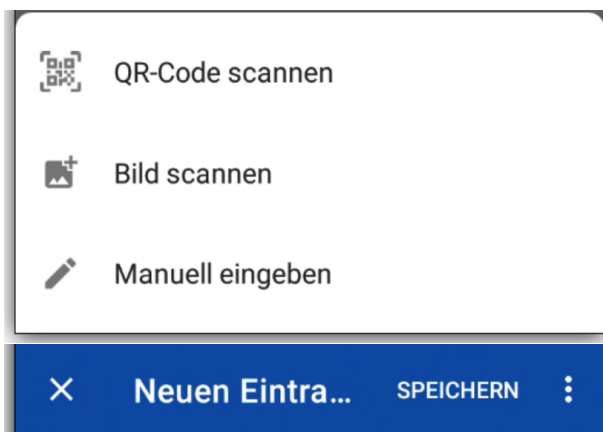 QR-Code scannen
Bild scannen
Manuell eingeben
Neuen Eintra... SPEICHERN